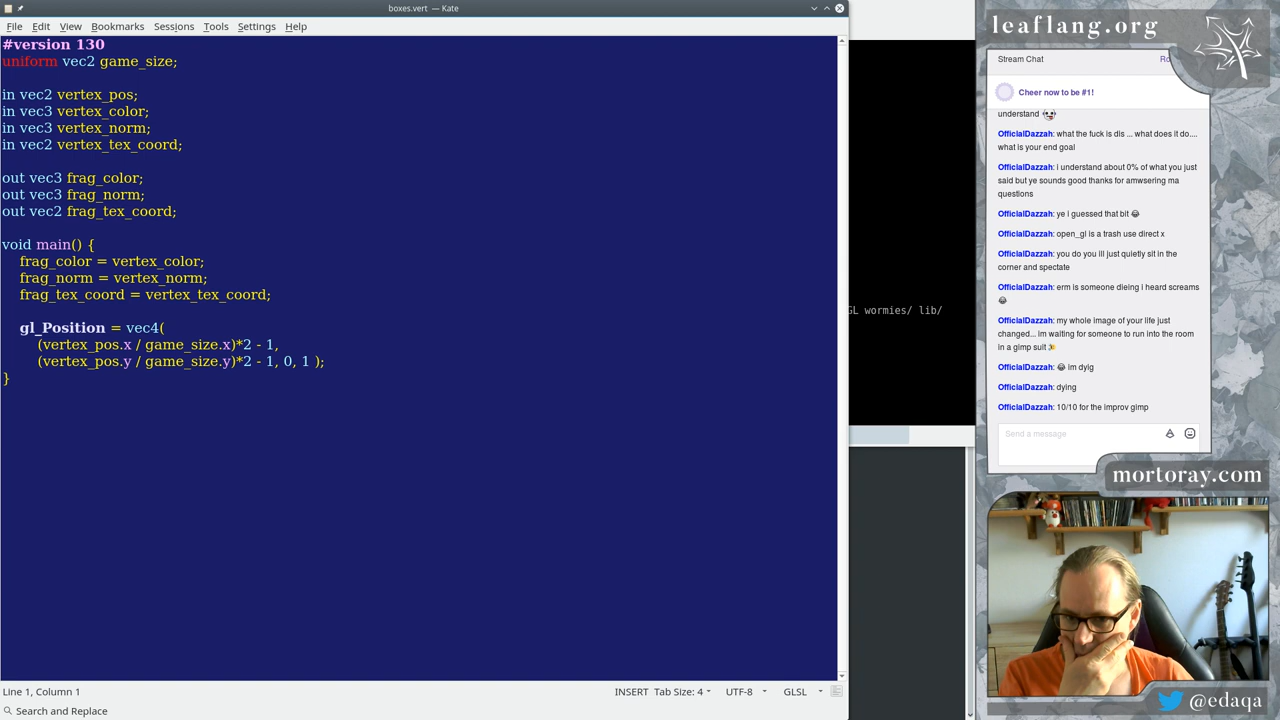 boxes.vert — Kate
File Edit View Bookmarks Sessions Tools Settings Help
#version 130
uniform vec2 game_size;
in vec2 vertex_pos;
in vec3 vertex_color;
in vec3 vertex_norm;
in vec2 vertex_tex_coord;
out vec3 frag_color;
out vec3 frag_norm;
out vec2 frag_tex_coord;
void main() {
frag_color = vertex_color;
frag_norm = vertex_norm;
frag_tex_coord = vertex_tex_coord;
gl_Position = vec4(
(vertex_pos.x / game_size.x)*2 - 1,
(vertex_pos.y / game_size.y)*2 - 1, 0, 1 );
}
Line 1, Column 1
INSERT Tab Size: 4 UTF-8 GLSL
Search and Replace
GL wormies/ lib/
leaflang.org
Stream Chat
Ro
Cheer now to be #1!
understand 🤪
OfficialDazzah: what the fuck is dis ... what does it do....
what is your end goal
OfficialDazzah: i understand about 0% of what you just
said but ye sounds good thanks for amwsering ma
questions
OfficialDazzah: ye i guessed that bit 😂
OfficialDazzah: open_gl is a trash use direct x
OfficialDazzah: you do you ill just quietly sit in the
corner and spectate
OfficialDazzah: erm is someone dieing i heard screams
😂
OfficialDazzah: my whole image of your life just
changed... im waiting for someone to run into the room
in a gimp suit
OfficialDazzah: 😂 im dyig
OfficialDazzah: dying
OfficialDazzah: 10/10 for the improv gimp
Send a message
mortoray.com
@edaqa